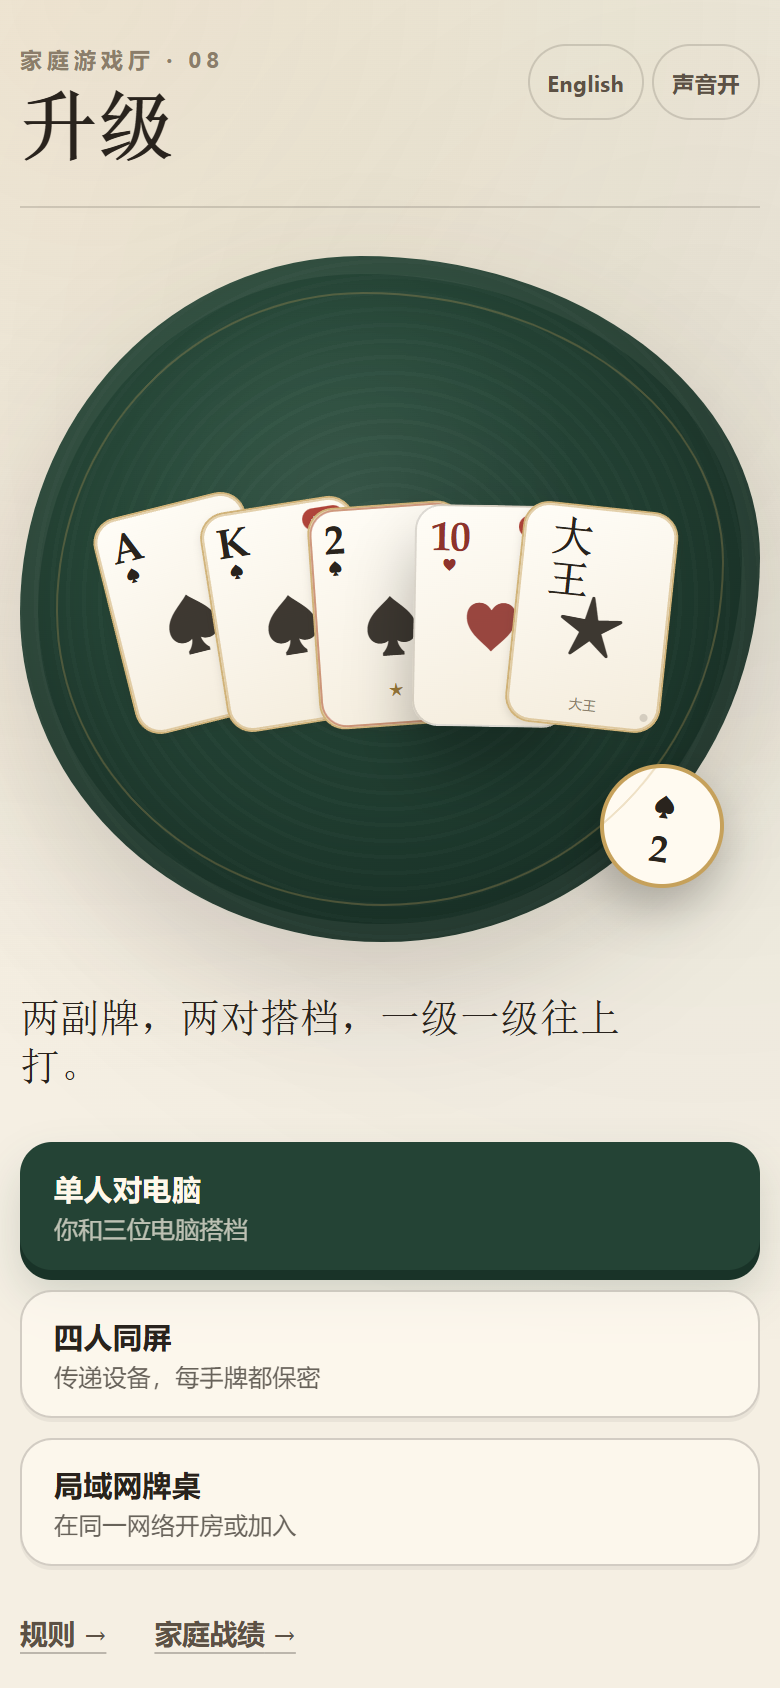 家庭游戏厅 · 08
升级
English
声音开
A
K
2
10
大王
大王
2
两副牌，两对搭档，一级一级往上打。
单人对电脑
你和三位电脑搭档
四人同屏
传递设备，每手牌都保密
局域网牌桌
在同一网络开房或加入
规则 →
家庭战绩 →